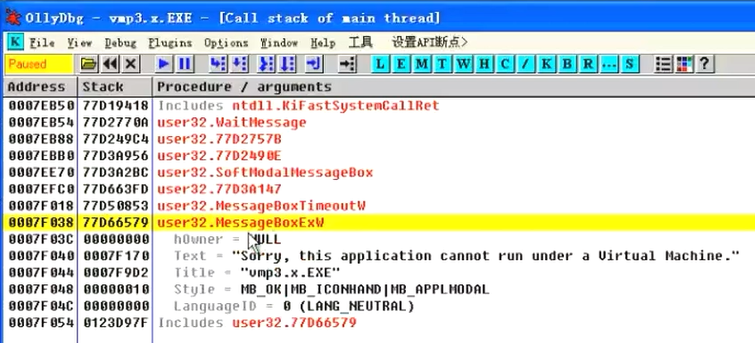 OllyDbg - vmp3.x.EXE - [Call stack of main thread]
K File View Debug Plugins Options Window Help 工具 设置API断点>
Paused L E M T W H C / K B R ... S ?
Address Stack Procedure / arguments
0007EB50 77D19418 Includes ntdll.KiFastSystemCallRet
0007EB54 77D2770A user32.WaitMessage
0007EB88 77D249C4 user32.77D2757B
0007EBB0 77D3A956 user32.77D2490E
0007EE70 77D3A2BC user32.SoftModalMessageBox
0007EFC0 77D663FD user32.77D3A147
0007F018 77D50853 user32.MessageBoxTimeoutW
0007F038 77D66579 user32.MessageBoxExW
0007F03C 00000000 hOwner = NULL
0007F040 0007F170 Text = "Sorry, this application cannot run under a Virtual Machine."
0007F044 0007F9D2 Title = "vmp3.x.EXE"
0007F048 00000010 Style = MB_OK|MB_ICONHAND|MB_APPLMODAL
0007F04C 00000000 LanguageID = 0 (LANG_NEUTRAL)
0007F054 0123D97F Includes user32.77D66579